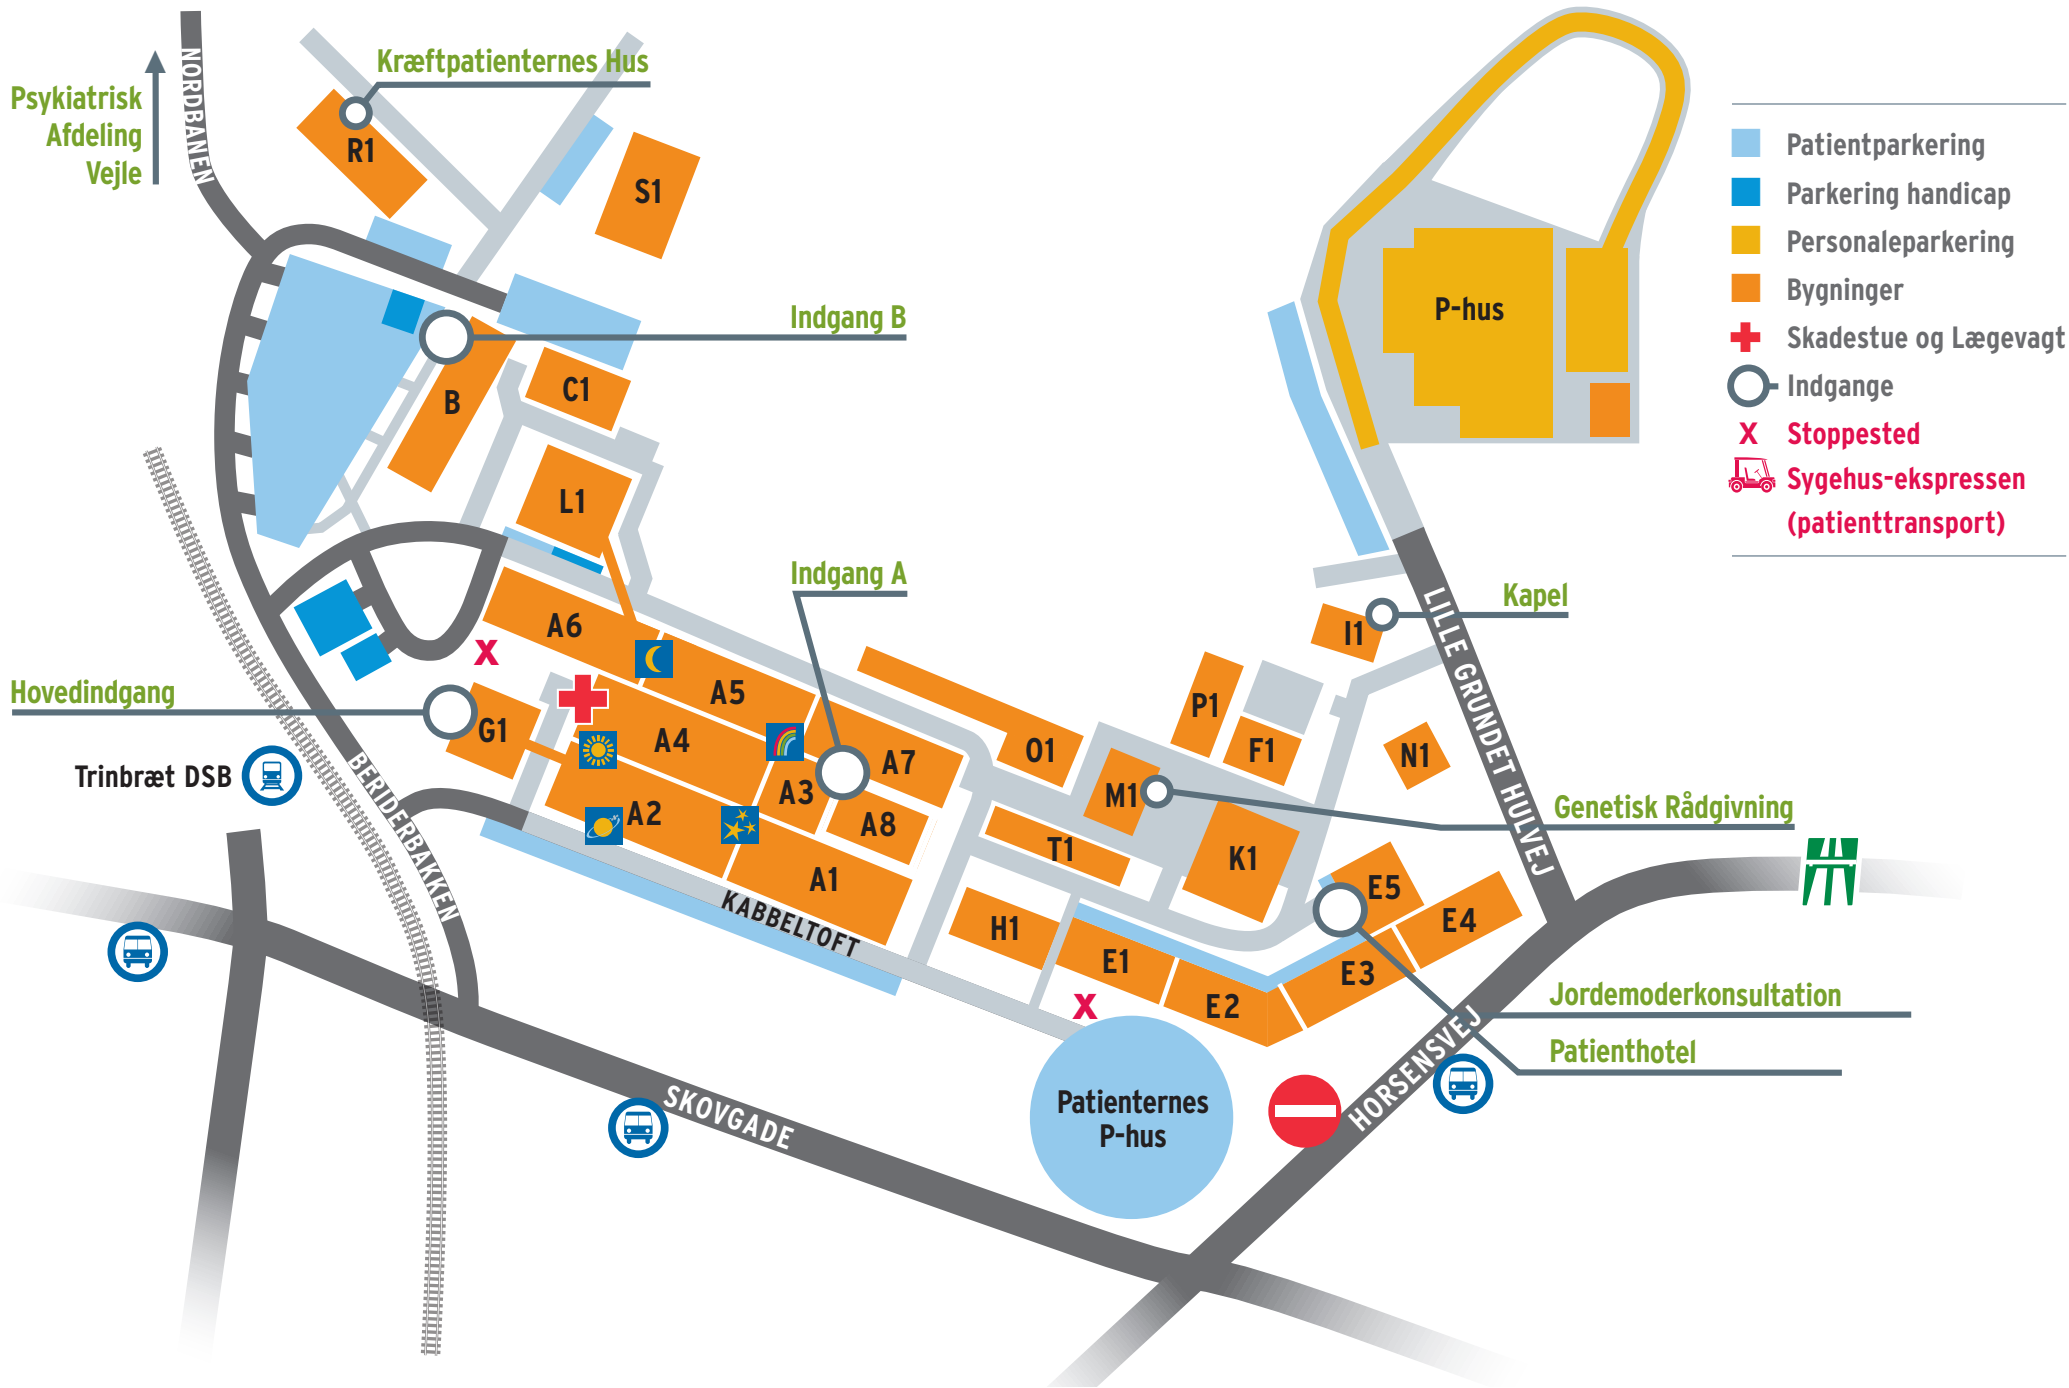 Psykiatrisk
Afdeling
Vejle
NORDBANEN
Kræftpatienternes Hus
R1
S1
Indgang B
B
C1
L1
Indgang A
A6
A5
A4
A7
A3
A8
A2
A1
G1
Hovedindgang
Trinbræt DSB
BERIDERBAKKEN
KABBELTOFT
SKOVGADE
O1
M1
T1
H1
K1
P1
F1
I1
N1
E1
E2
E3
E4
E5
X
X
Kapel
LILLE GRUNDET HULVEJ
Genetisk Rådgivning
Jordemoderkonsultation
Patienthotel
HORSENSVEJ
Patienternes
P-hus
P-hus
Patientparkering
Parkering handicap
Personaleparkering
Bygninger
Skadestue og Lægevagt
Indgange
X Stoppested
Sygehus-ekspressen
(patienttransport)